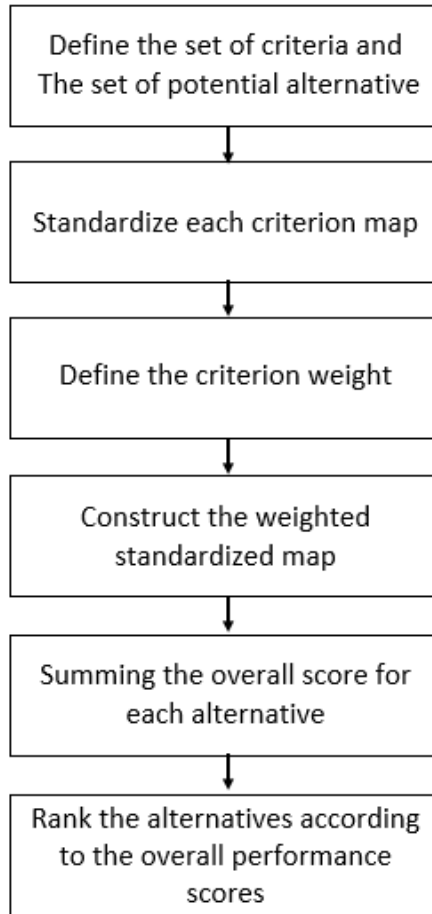 Define the set of criteria and
The set of potential alternative
Standardize each criterion map
Define the criterion weight
Construct the weighted
standardized map
Summing the overall score for
each alternative
Rank the alternatives according
to the overall performance
scores